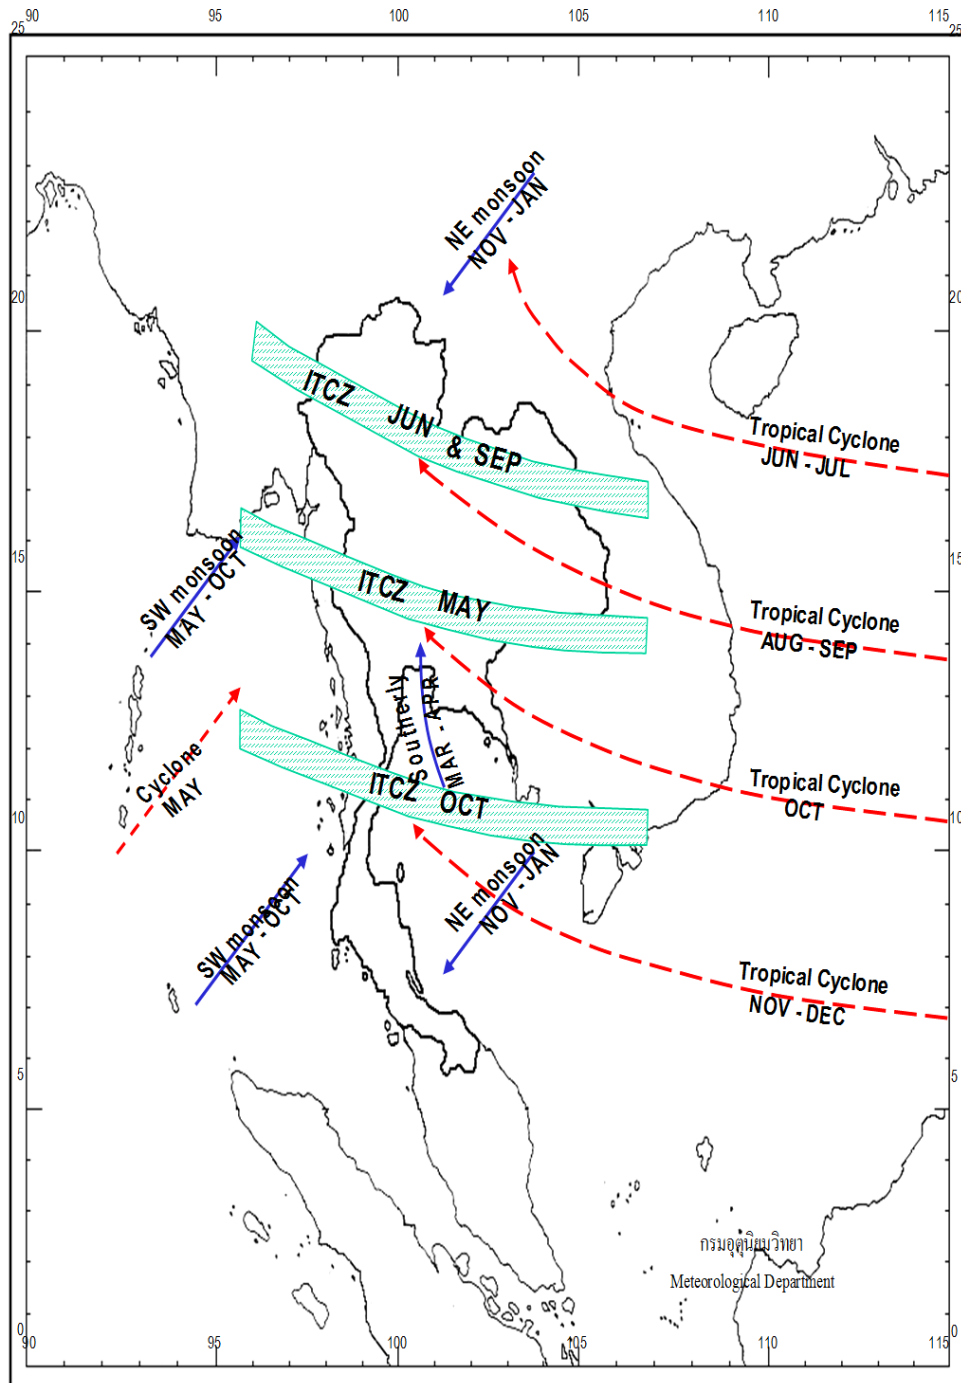 90 95 100 105 110 115
25 25
NE monsoon
NOV - JAN
20 20
ITCZ JUN & SEP
Tropical Cyclone
JUN - JUL
15 15
SW monsoon
MAY - OCT
ITCZ MAY
Tropical Cyclone
AUG - SEP
Southerly
MAR - APR
Cyclone
MAY
ITCZ OCT
Tropical Cyclone
OCT
10 10
SW monsoon
MAY - OCT
NE monsoon
NOV - JAN
Tropical Cyclone
NOV - DEC
5 5
กรมอุตุนิยมวิทยา
Meteorological Department
0 0
90 95 100 105 110 115